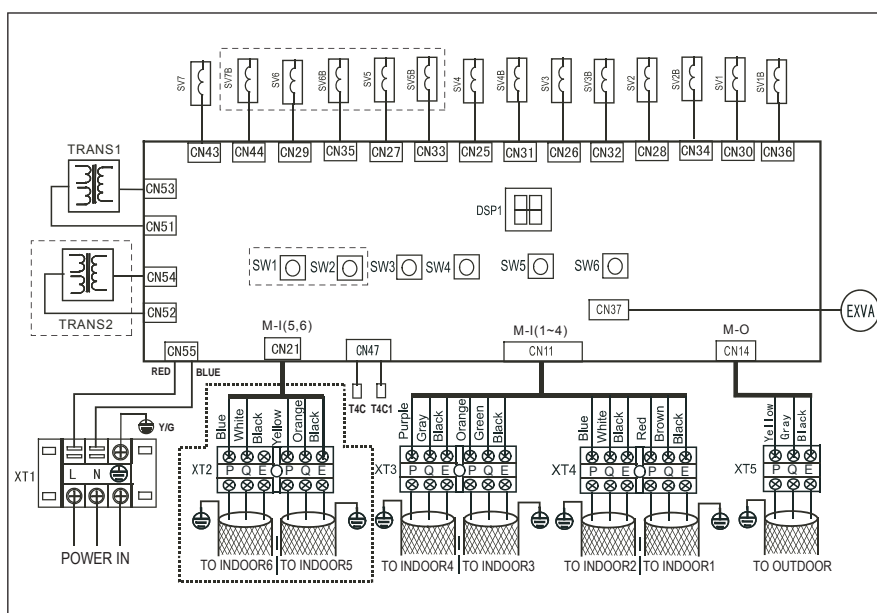 SV7 SV7B SV6 SV6B SV5 SV5B SV4 SV4B SV3 SV3B SV2 SV2B SV1 SV1B
CN43 CN44 CN29 CN35 CN27 CN33 CN25 CN31 CN26 CN32 CN28 CN34 CN30 CN36
TRANS1
CN53
CN51
DSP1
CN54
SW1 SW2 SW3 SW4 SW5 SW6
CN52
TRANS2
CN37
EXVA
M-I(5,6) M-I(1~4) M-O
CN55 CN21 CN47 CN11 CN14
RED BLUE
T4C T4C1
Y/G
Blue White Black Yellow Orange Black Purple Gray Black Orange Green Black Blue White Black Red Brown Black Yellow Gray Black
XT1 L N
XT2 P Q E P Q E
XT3 P Q E P Q E
XT4 P Q E P Q E
XT5 P Q E
POWER IN
TO INDOOR6 TO INDOOR5 TO INDOOR4 TO INDOOR3 TO INDOOR2 TO INDOOR1 TO OUTDOOR